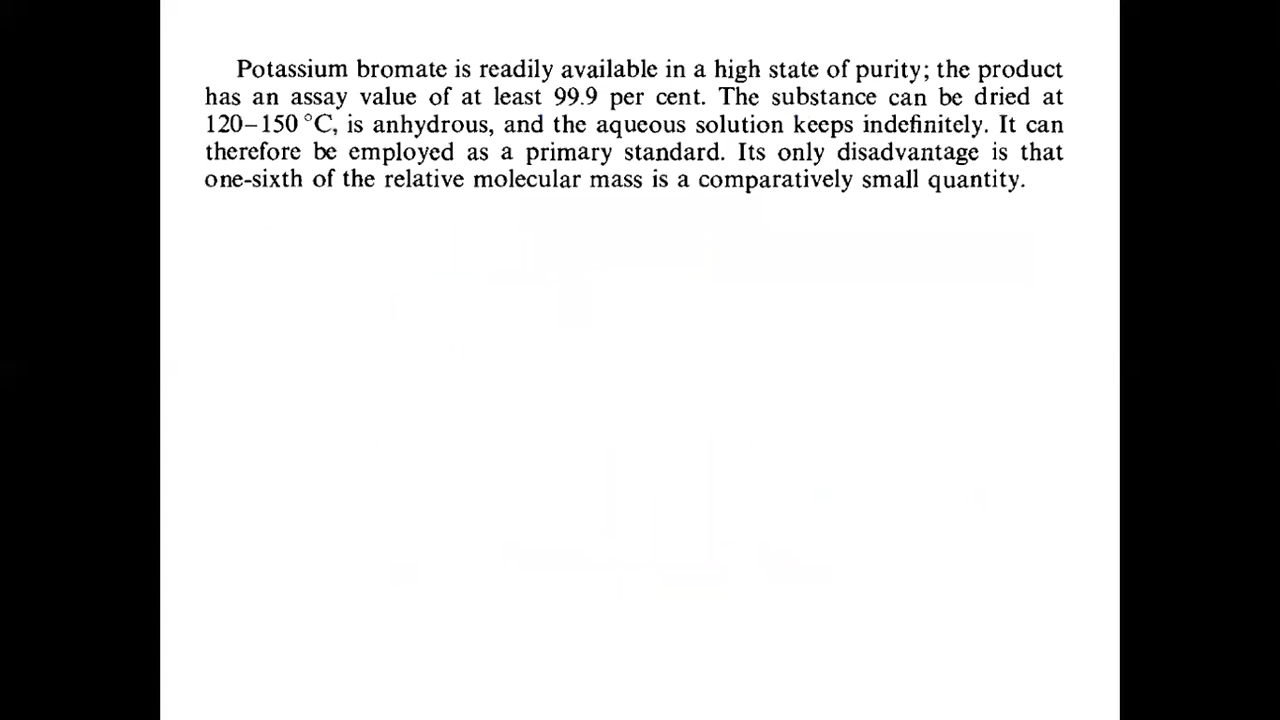 Potassium bromate is readily available in a high state of purity; the product
has an assay value of at least 99.9 per cent. The substance can be dried at
120–150 °C, is anhydrous, and the aqueous solution keeps indefinitely. It can
therefore be employed as a primary standard. Its only disadvantage is that
one-sixth of the relative molecular mass is a comparatively small quantity.